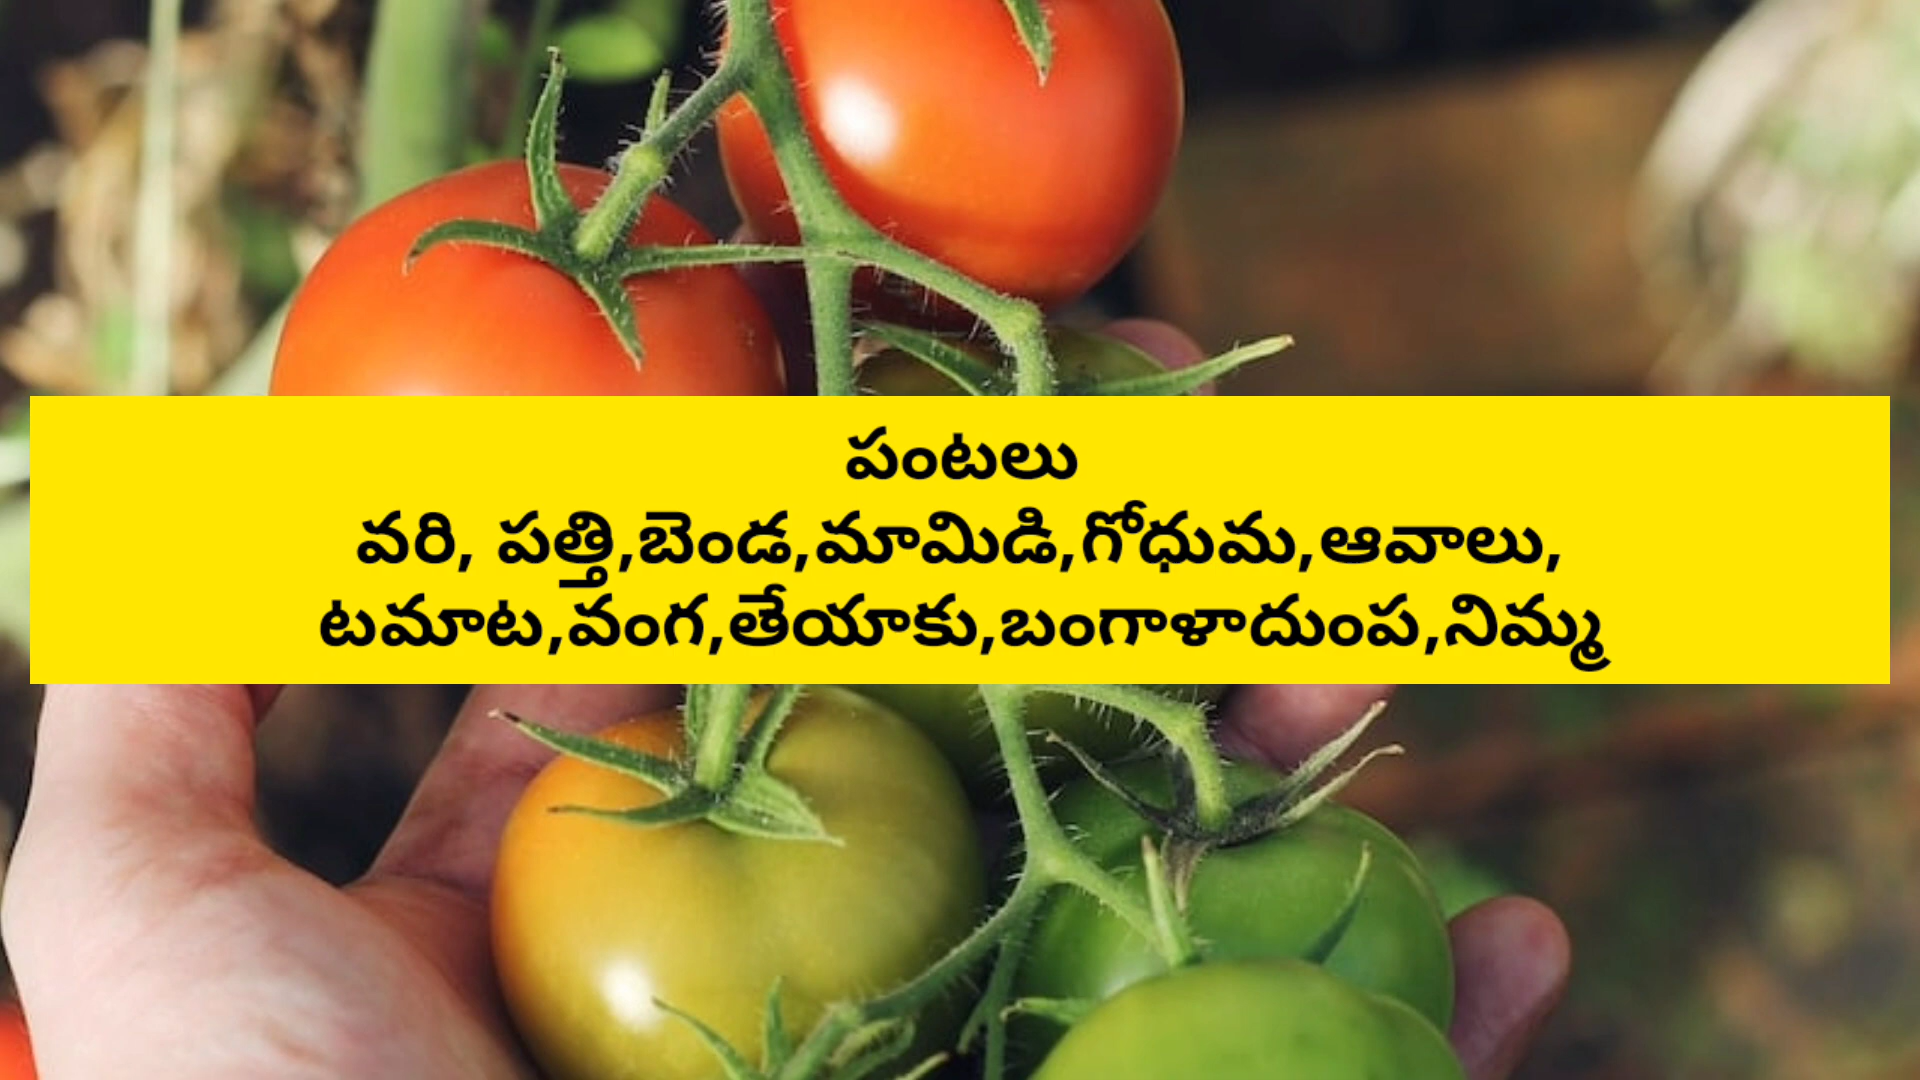 పంటలు
వరి, పత్తి,బెండ,మామిడి,గోధుమ,ఆవాలు,
టమాట,వంగ,తేయాకు,బంగాళాదుంప,నిమ్మ